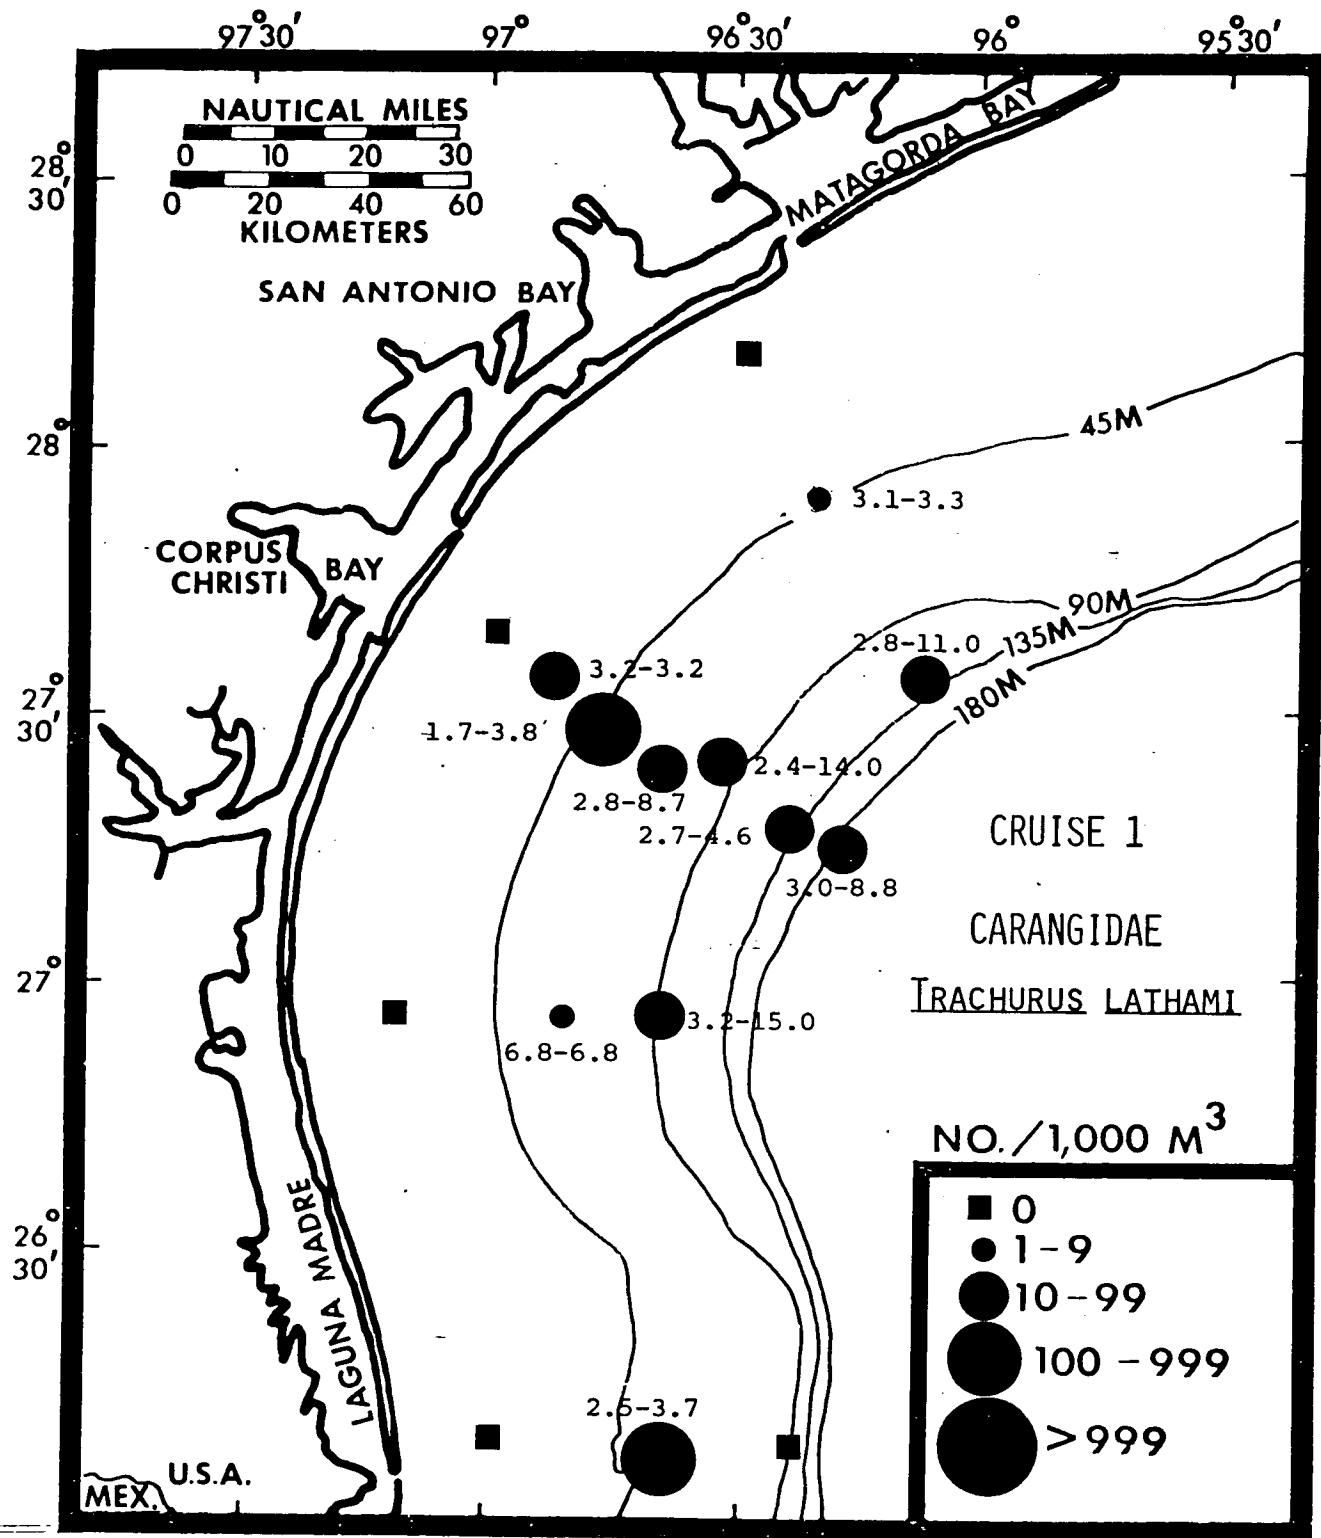 97°30′ 97° 96°30′ 96° 95°30′
NAUTICAL MILES
0 10 20 30
0 20 40 60
KILOMETERS
28°
30′
MATAGORDA BAY
SAN ANTONIO BAY
28°
45M
3.1-3.3
CORPUS
CHRISTI
BAY
90M
135M
180M
2.8-11.0
3.2-3.2
27°
30′
1.7-3.8
2.4-14.0
2.8-8.7
2.7-4.6
3.0-8.8
CRUISE 1
CARANGIDAE
TRACHURUS LATHAMI
27°
3.2-15.0
6.8-6.8
NO./1,000 M³
0
1-9
10-99
100-999
>999
26°
30′
LAGUNA MADRE
2.5-3.7
U.S.A.
MEX.